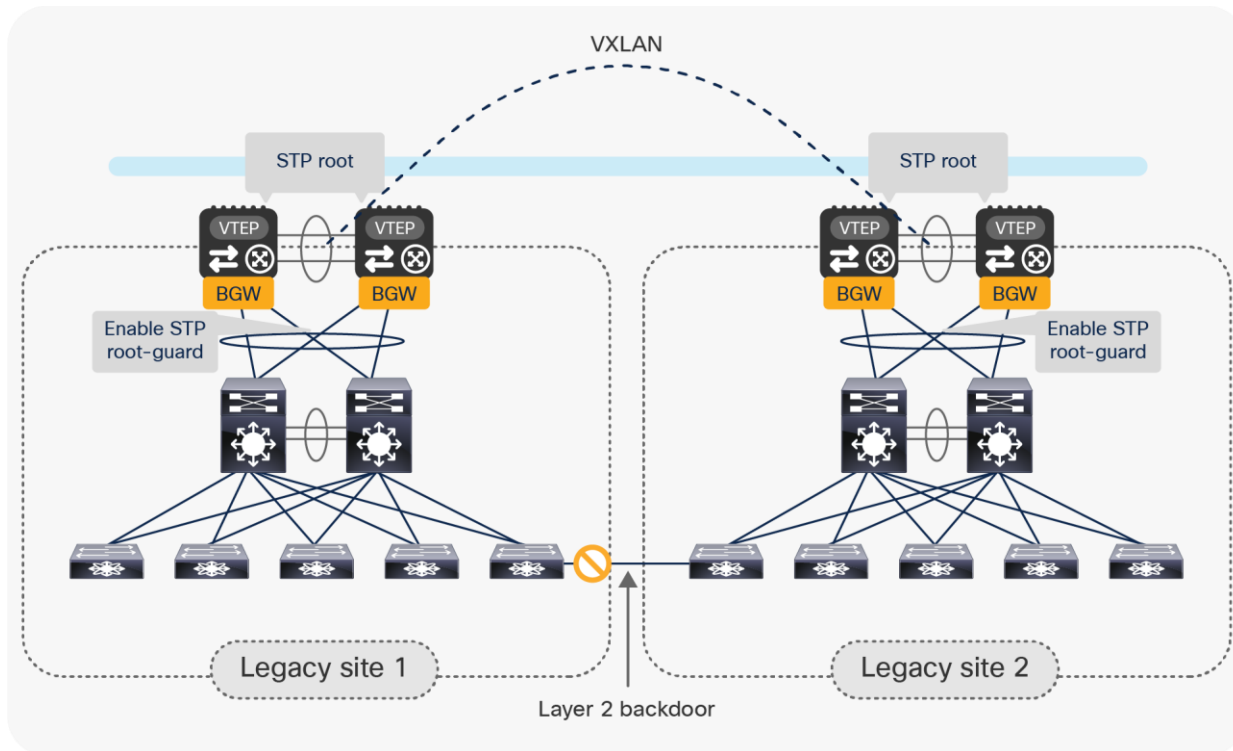 VXLAN
STP root
STP root
VTEP
VTEP
VTEP
VTEP
BGW
BGW
BGW
BGW
Enable STP
root-guard
Enable STP
root-guard
Legacy site 1
Legacy site 2
Layer 2 backdoor